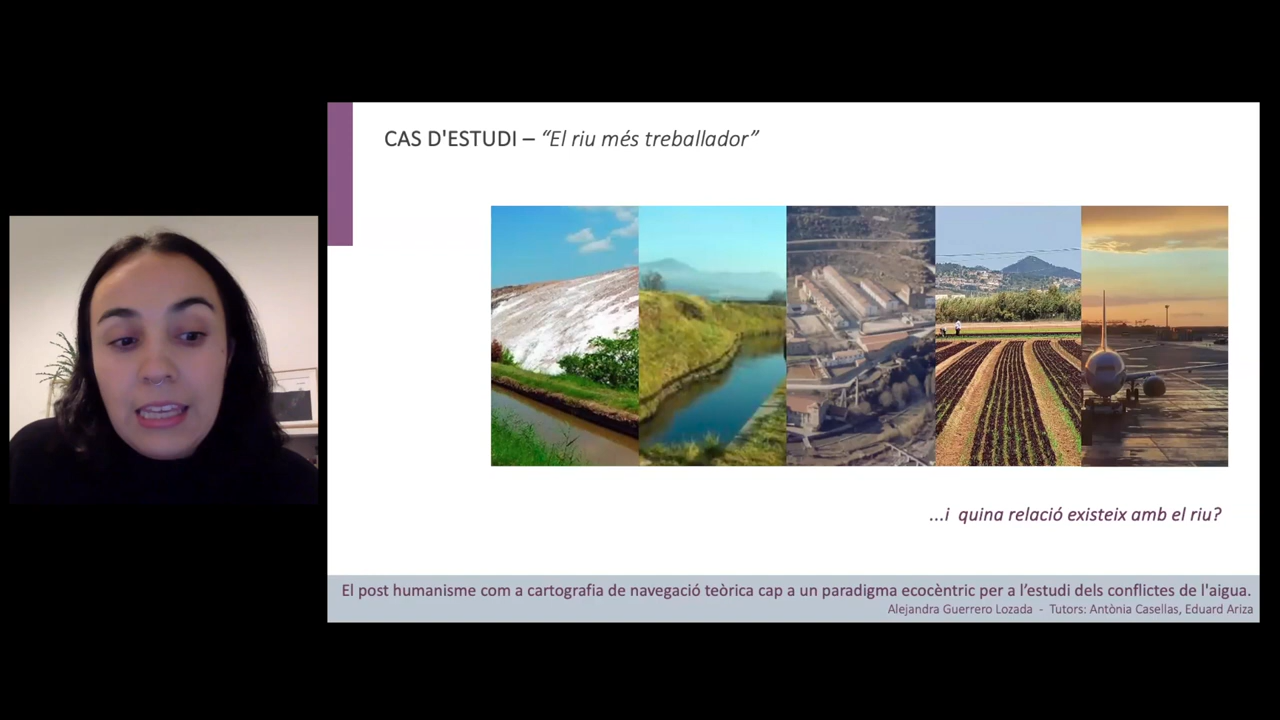 CAS D'ESTUDI – “El riu més treballador”
...i quina relació existeix amb el riu?
El post humanisme com a cartografia de navegació teòrica cap a un paradigma ecocèntric per a l’estudi dels conflictes de l'aigua.
Alejandra Guerrero Lozada - Tutors: Antònia Casellas, Eduard Ariza